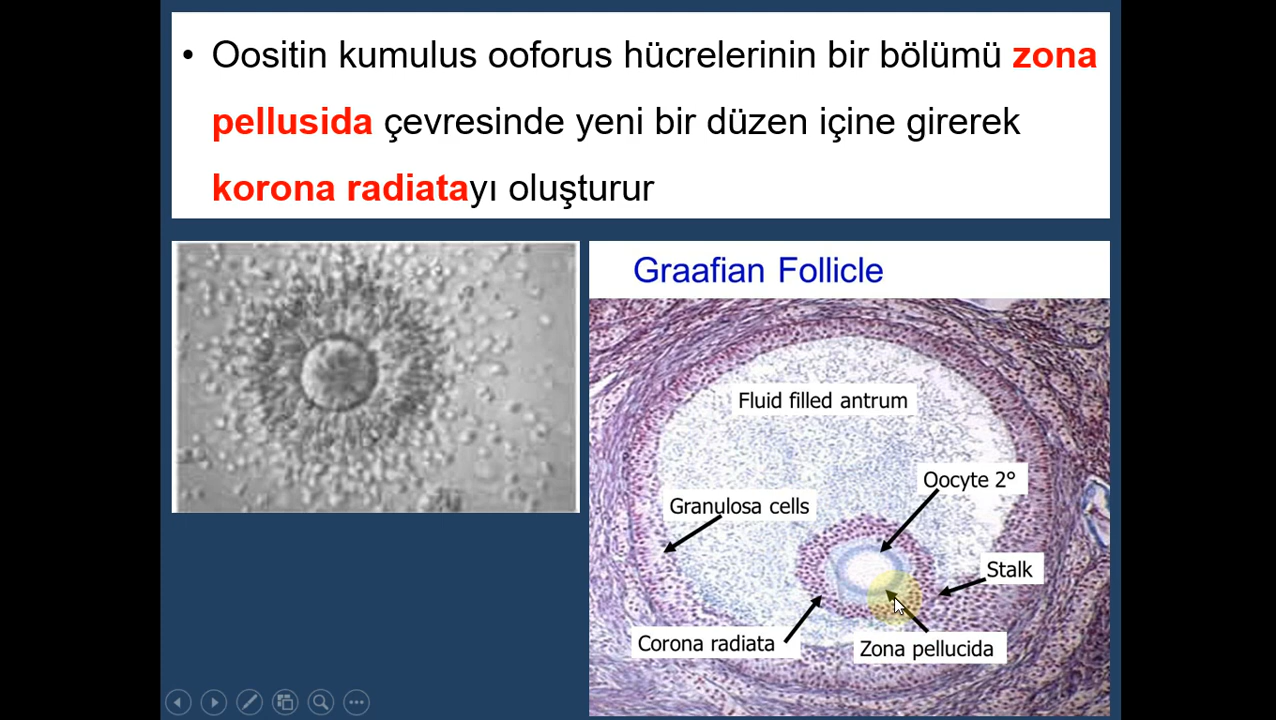 • Oositin kumulus ooforus hücrelerinin bir bölümü zona
pellusida çevresinde yeni bir düzen içine girerek
korona radiatayı oluşturur
Graafian Follicle
Fluid filled antrum
Oocyte 2°
Granulosa cells
Stalk
Corona radiata
Zona pellucida